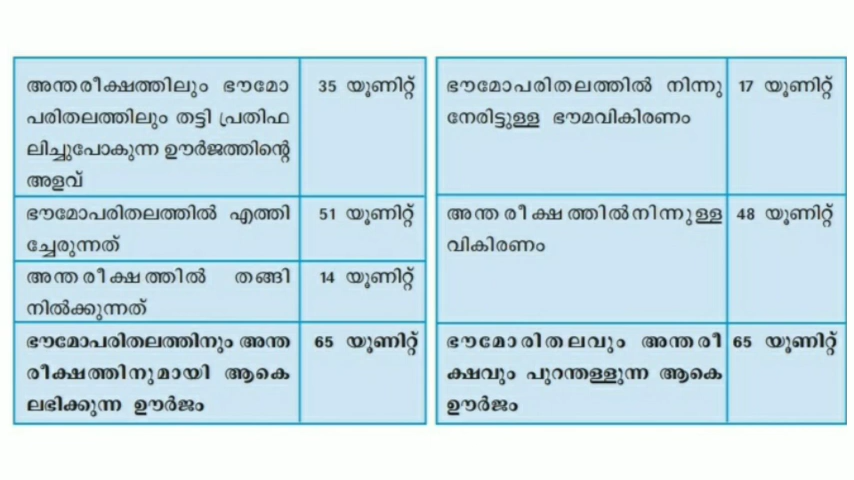 അന്തരീക്ഷത്തിലും ഭൗമോ
പരിതലത്തിലും തട്ടി പ്രതിഫ
ലിച്ചുപോകുന്ന ഊർജത്തിന്റെ
അളവ്
35 യൂണിറ്റ്
ഭൗമോപരിതലത്തിൽ എത്തി
ച്ചേരുന്നത്
51 യൂണിറ്റ്
അന്തരീക്ഷത്തിൽ തങ്ങി
നിൽക്കുന്നത്
14 യൂണിറ്റ്
ഭൗമോപരിതലത്തിനും അന്ത
രീക്ഷത്തിനുമായി ആകെ
ലഭിക്കുന്ന ഊർജം
65 യൂണിറ്റ്
ഭൗമോപരിതലത്തിൽ നിന്നു
നേരിട്ടുള്ള ഭൗമവികിരണം
17 യൂണിറ്റ്
അന്തരീക്ഷത്തിൽനിന്നുള്ള
വികിരണം
48 യൂണിറ്റ്
ഭൗമോരിതലവും അന്തരീ
ക്ഷവും പുറന്തള്ളുന്ന ആകെ
ഊർജം
65 യൂണിറ്റ്